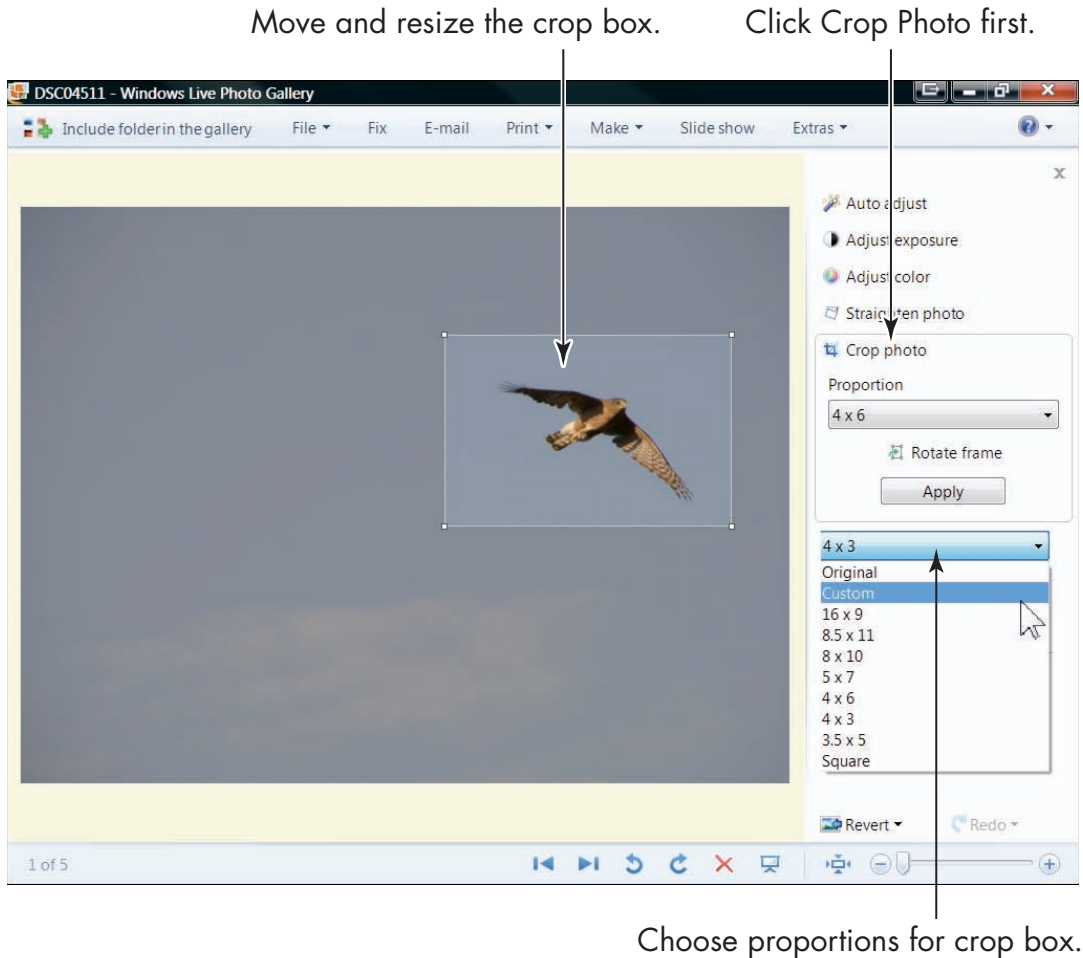 Move and resize the crop box.
Click Crop Photo first.
DSC04511 - Windows Live Photo Gallery
Include folder in the gallery File Fix E-mail Print Make Slide show Extras
Auto adjust
Adjust exposure
Adjust color
Straighten photo
Crop photo
Proportion
4 x 6
Rotate frame
Apply
4 x 3
Original
Custom
16 x 9
8.5 x 11
8 x 10
5 x 7
4 x 6
4 x 3
3.5 x 5
Square
Revert Redo
1 of 5
Choose proportions for crop box.